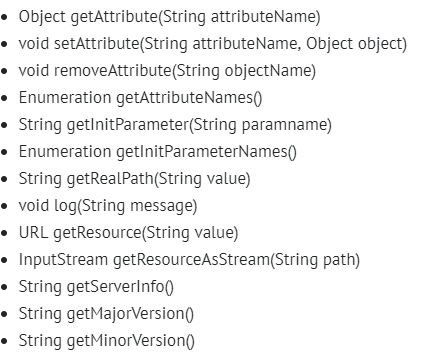 • Object getAttribute(String attributeName)
• void setAttribute(String attributeName, Object object)
• void removeAttribute(String objectName)
• Enumeration getAttributeNames()
• String getInitParameter(String paramname)
• Enumeration getInitParameterNames()
• String getRealPath(String value)
• void log(String message)
• URL getResource(String value)
• InputStream getResourceAsStream(String path)
• String getServerInfo()
• String getMajorVersion()
• String getMinorVersion()